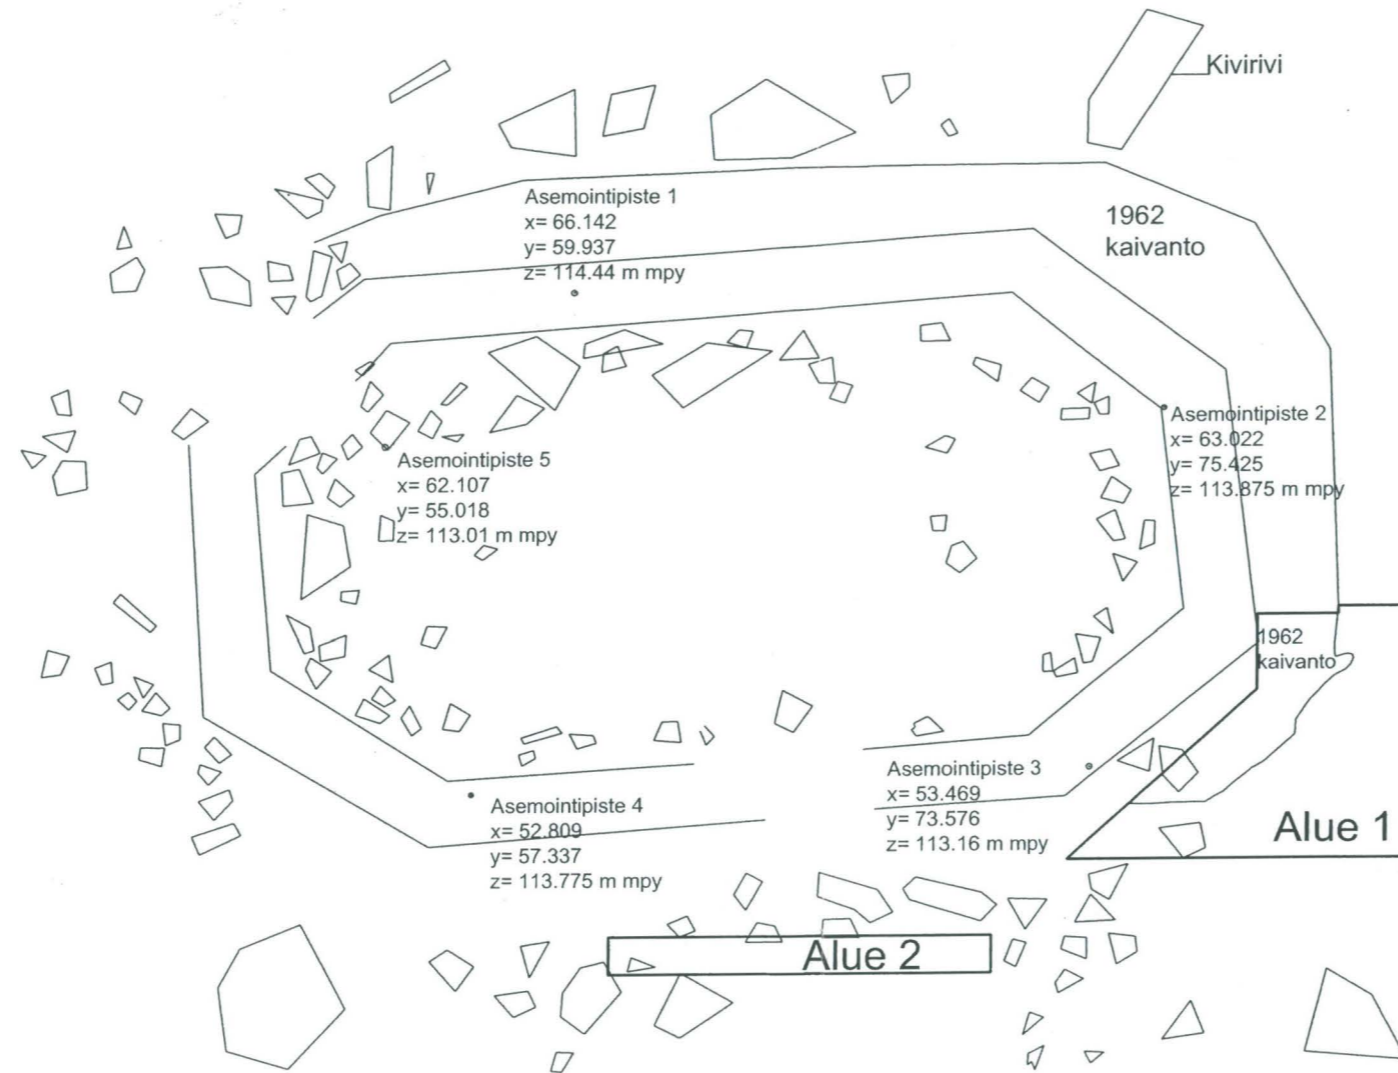 Kivirivi
Asemointipiste 1
x= 66.142
y= 59.937
z= 114.44 m mpy
1962
kaivanto
Asemointipiste 2
x= 63.022
y= 75.425
z= 113.875 m mpy
Asemointipiste 5
x= 62.107
y= 55.018
z= 113.01 m mpy
1962
kaivanto
Asemointipiste 3
x= 53.469
y= 73.576
z= 113.16 m mpy
Asemointipiste 4
x= 52.809
y= 57.337
z= 113.775 m mpy
Alue 1
Alue 2